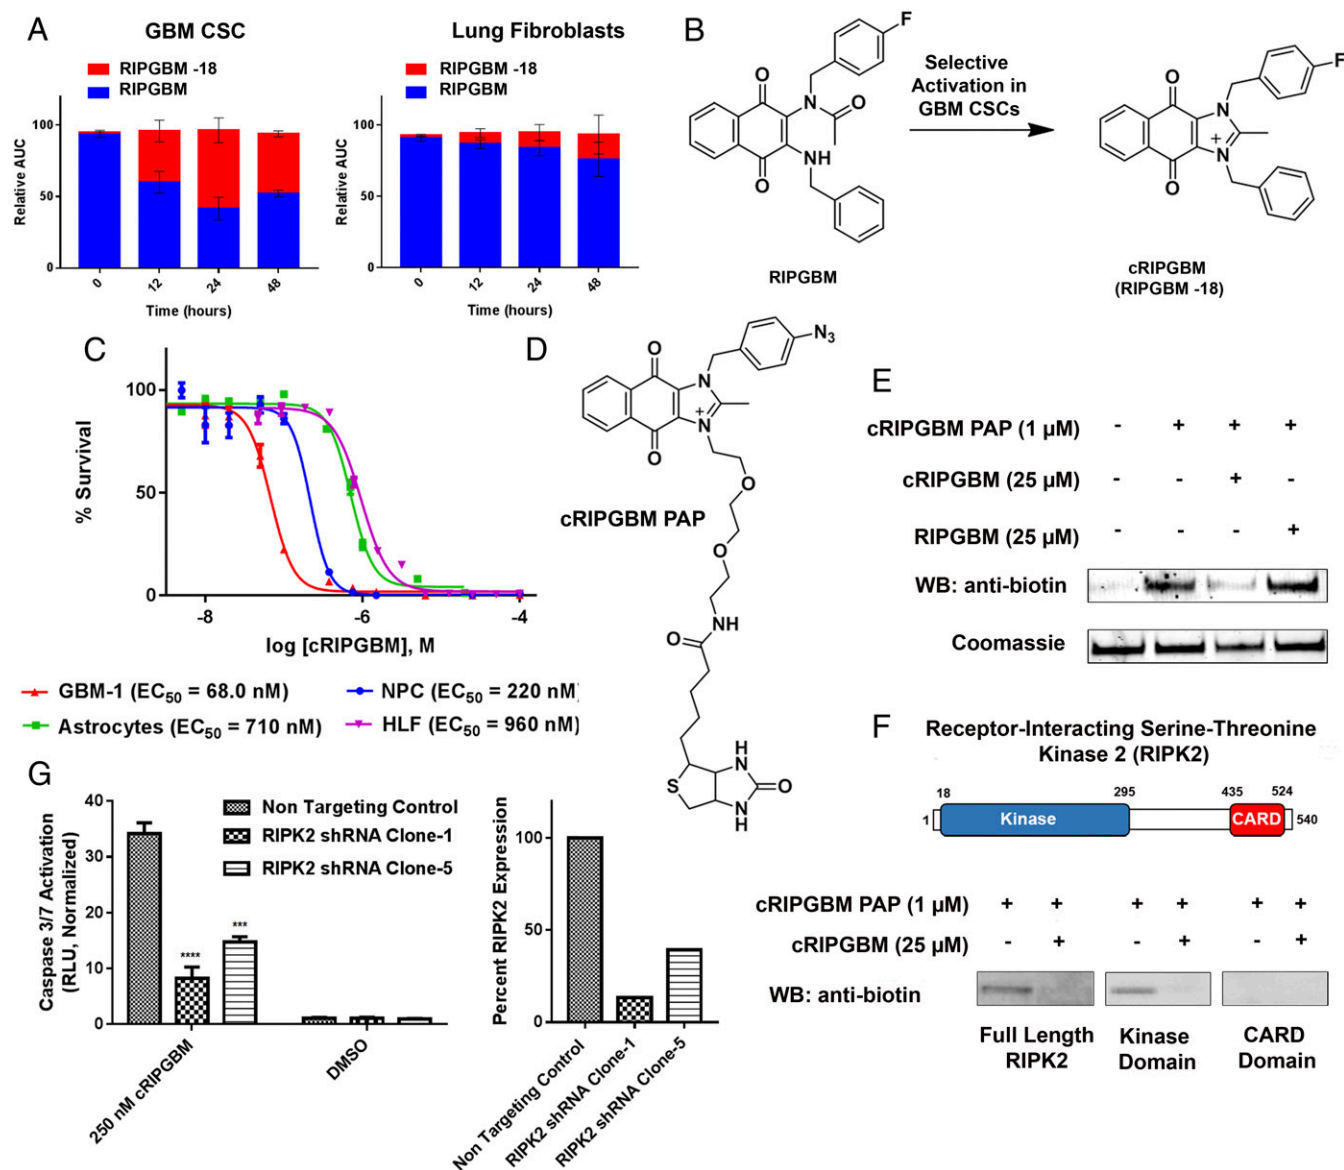 A
GBM CSC
RIPGBM -18
RIPGBM
Relative AUC
100
50
0
0
12
24
48
Time (hours)
Lung Fibroblasts
RIPGBM -18
RIPGBM
Relative AUC
100
50
0
0
12
24
48
Time (hours)
B
F
O
N
O
O
NH
RIPGBM
Selective
Activation in
GBM CSCs
F
O
N
N
+
O
cRIPGBM
(RIPGBM -18)
C
% Survival
100
50
0
-8
-7
-6
-5
-4
log [cRIPGBM], M
GBM-1 (EC50 = 68.0 nM)
NPC (EC50 = 220 nM)
Astrocytes (EC50 = 710 nM)
HLF (EC50 = 960 nM)
D
N3
O
N
N
+
O
O
O
cRIPGBM PAP
NH
O
H
N
S
O
N
H
E
cRIPGBM PAP (1 µM) - + + +
cRIPGBM (25 µM) - - + -
RIPGBM (25 µM) - - - +
WB: anti-biotin
Coomassie
F
Receptor-Interacting Serine-Threonine
Kinase 2 (RIPK2)
18 295 435 524
1 Kinase CARD 540
cRIPGBM PAP (1 µM) + + + + + +
cRIPGBM (25 µM) - + - + - +
WB: anti-biotin
Full Length
RIPK2
Kinase
Domain
CARD
Domain
G
Caspase 3/7 Activation
(RLU, Normalized)
40
30
20
10
0
Non Targeting Control
RIPK2 shRNA Clone-1
RIPK2 shRNA Clone-5
****
***
250 nM cRIPGBM
DMSO
Percent RIPK2 Expression
100
50
0
Non Targeting Control
RIPK2 shRNA Clone-1
RIPK2 shRNA Clone-5